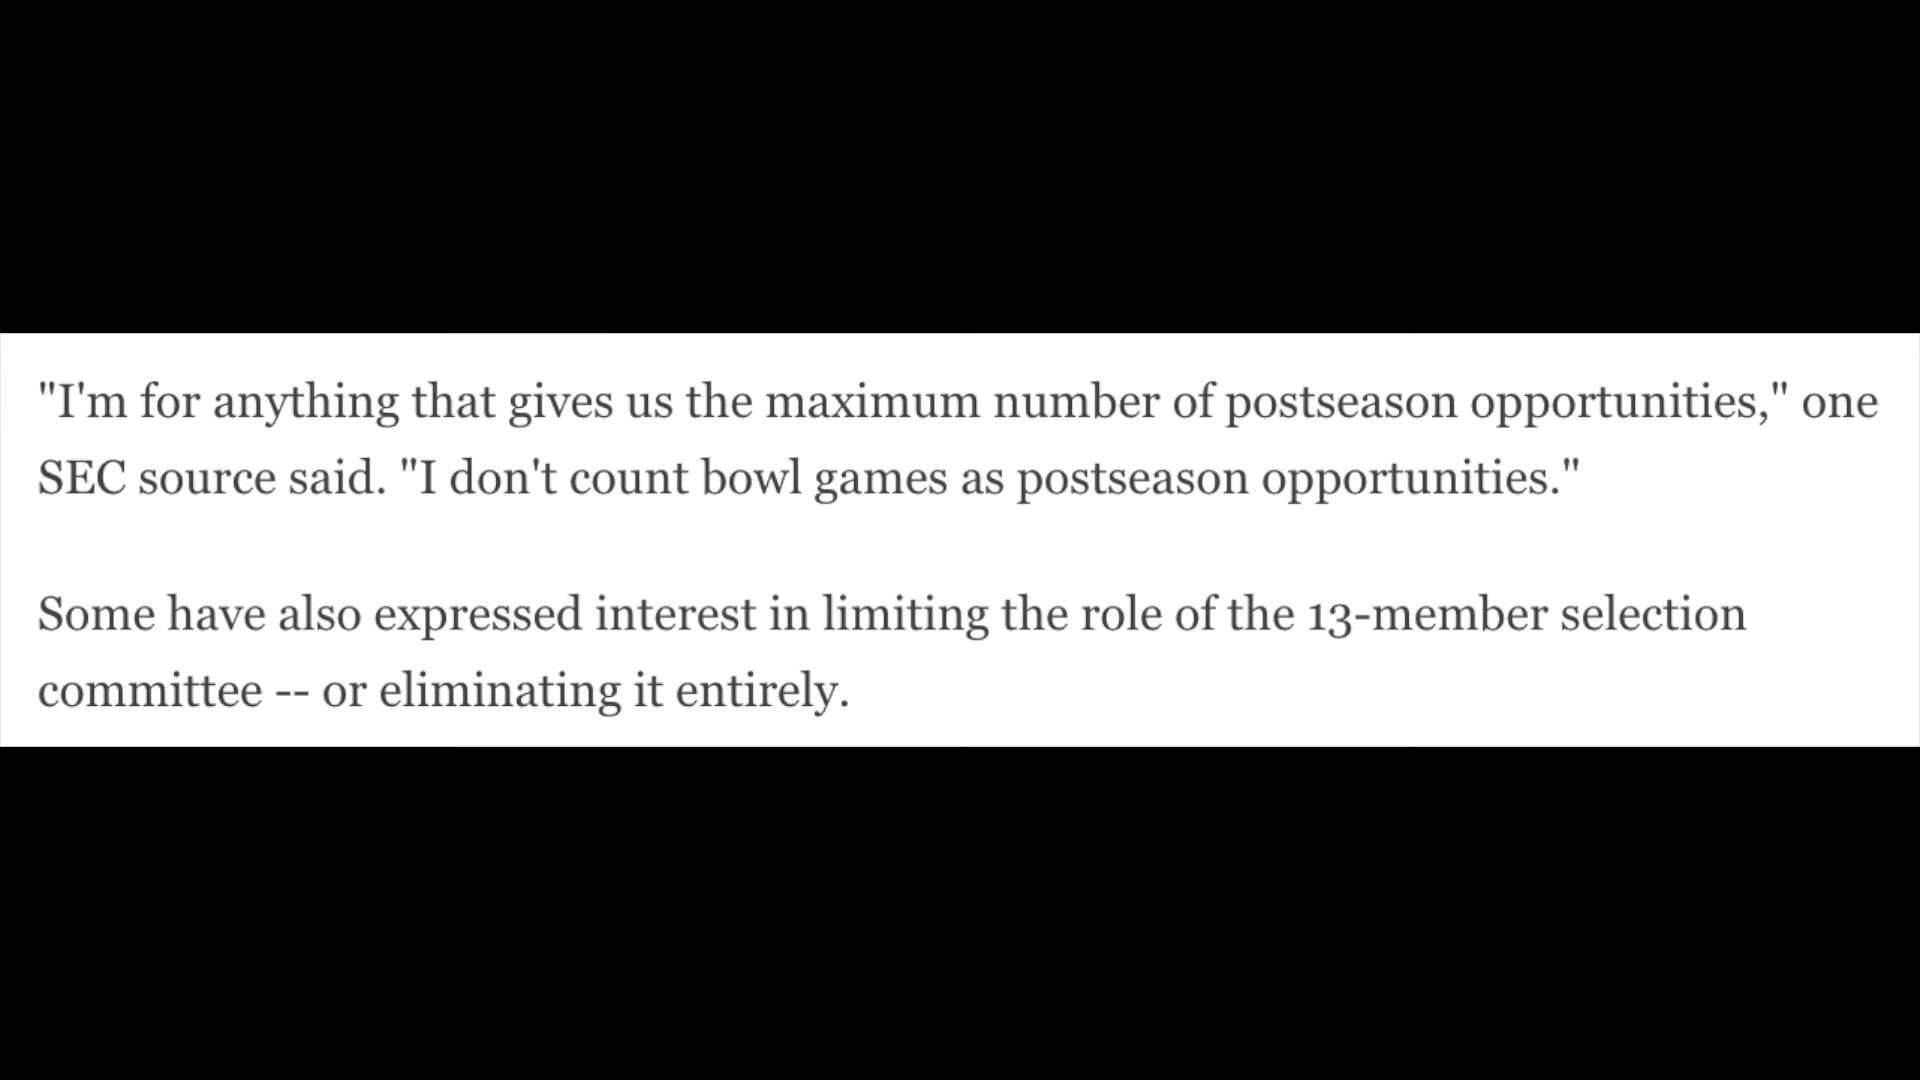 "I'm for anything that gives us the maximum number of postseason opportunities," one
SEC source said. "I don't count bowl games as postseason opportunities."
Some have also expressed interest in limiting the role of the 13-member selection
committee -- or eliminating it entirely.